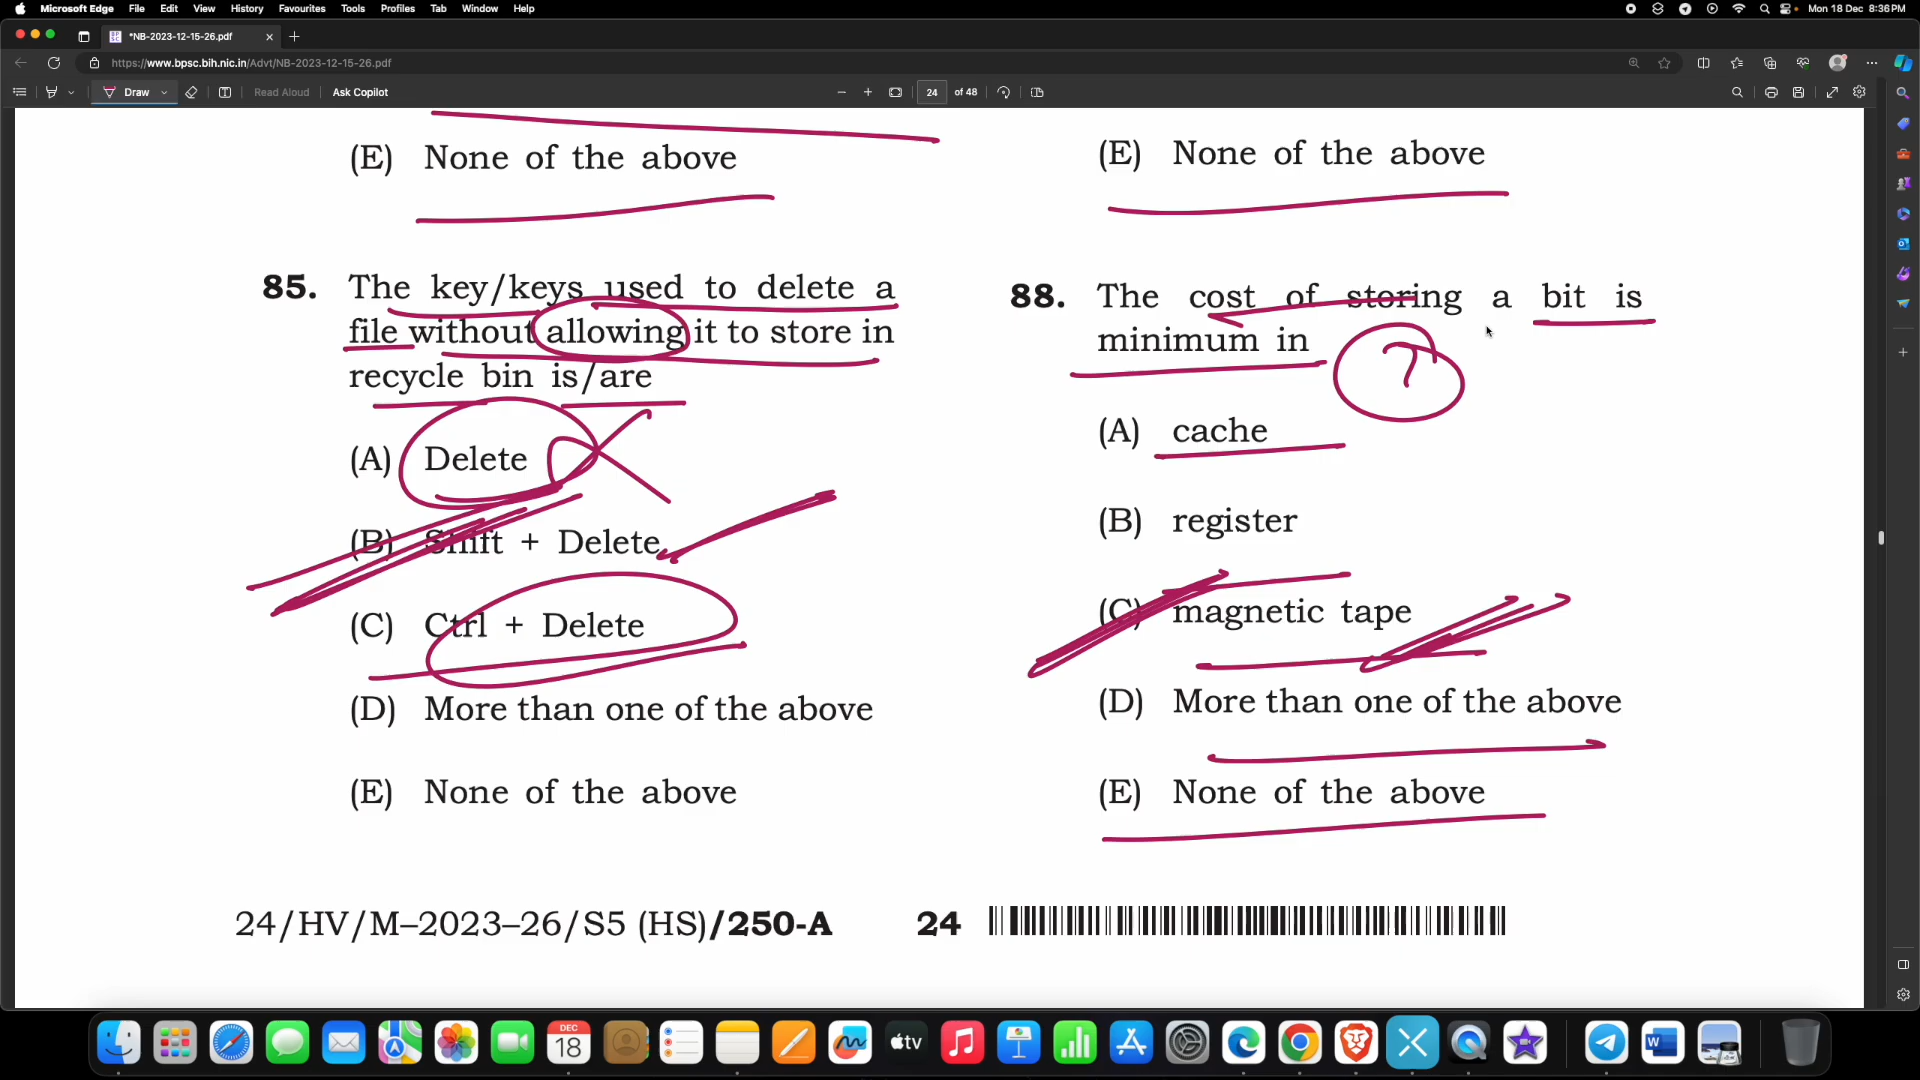 Microsoft Edge File Edit View History Favourites Tools Profiles Tab Window Help Mon 18 Dec 8:36 PM
*NB-2023-12-15-26.pdf
https://www.bpsc.bih.nic.in/Advt/NB-2023-12-15-26.pdf
Draw Read Aloud Ask Copilot 24 of 48
(E) None of the above
85. The key/keys used to delete a
file without allowing it to store in
recycle bin is/are
(A) Delete
(B) Shift + Delete
(C) Ctrl + Delete
(D) More than one of the above
(E) None of the above
(E) None of the above
88. The cost of storing a bit is
minimum in
?
(A) cache
(B) register
(C) magnetic tape
(D) More than one of the above
(E) None of the above
24/HV/M–2023–26/S5 (HS)/250-A 24
DEC
18
tv
W